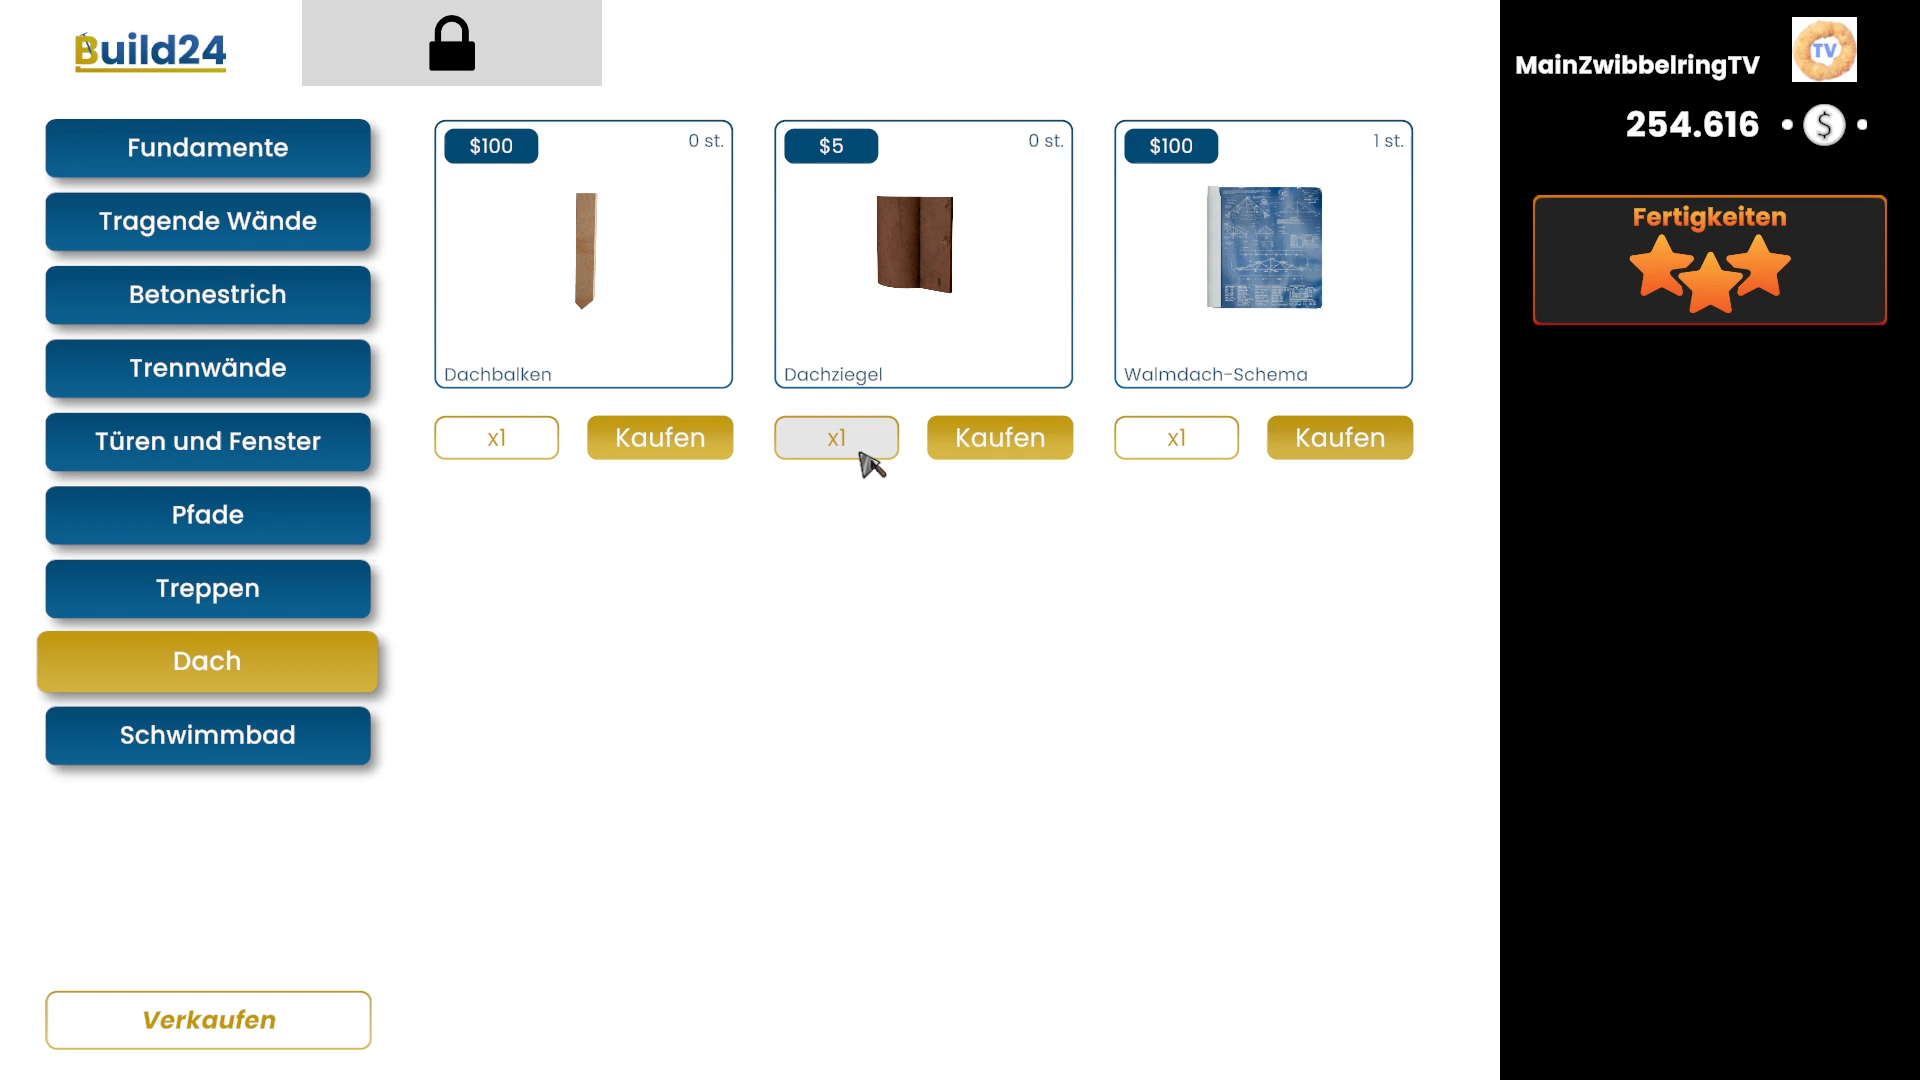 Build24
MainZwibbelringTV
TV
254.616
$
Fertigkeiten
Fundamente
Tragende Wände
Betonestrich
Trennwände
Türen und Fenster
Pfade
Treppen
Dach
Schwimmbad
Verkaufen
$100
0 st.
Dachbalken
x1
Kaufen
$5
0 st.
Dachziegel
x1
Kaufen
$100
1 st.
Walmdach-Schema
x1
Kaufen